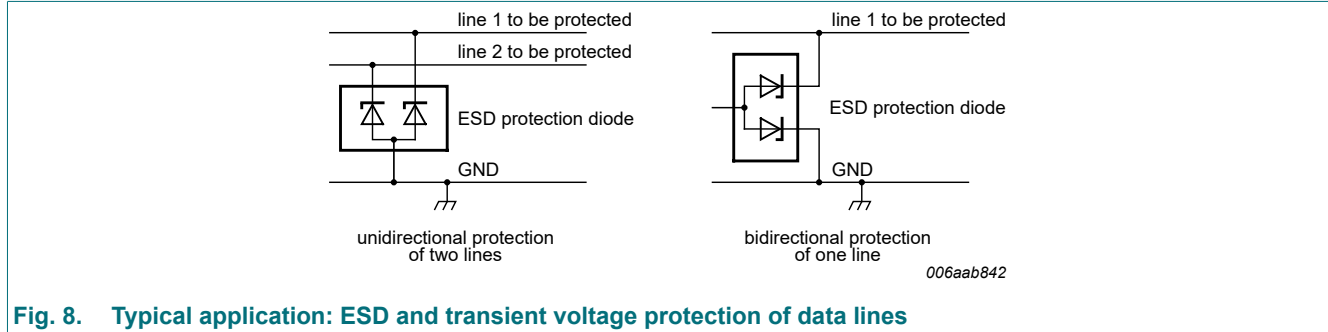 line 1 to be protected
line 2 to be protected
ESD protection diode
GND
unidirectional protection
of two lines
line 1 to be protected
ESD protection diode
GND
bidirectional protection
of one line
006aab842
Fig. 8. Typical application: ESD and transient voltage protection of data lines